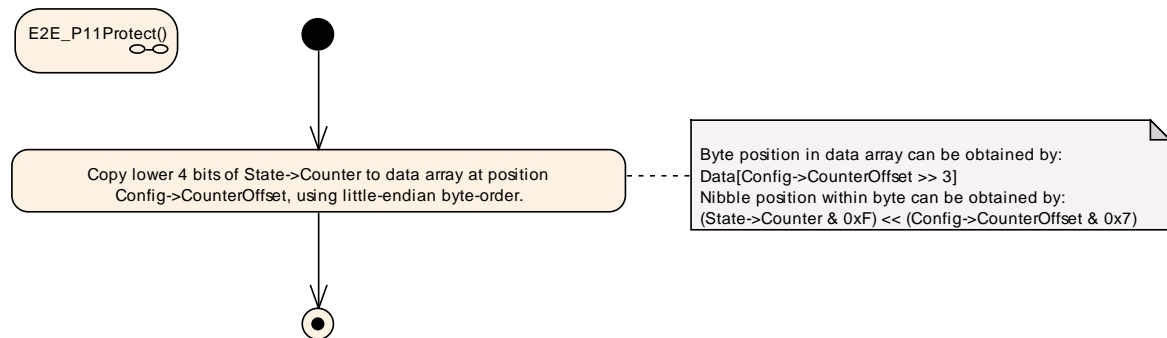 E2E_P11Protect()
Copy lower 4 bits of State->Counter to data array at position
Config->CounterOffset, using little-endian byte-order.
Byte position in data array can be obtained by:
Data[Config->CounterOffset >> 3]
Nibble position within byte can be obtained by:
(State->Counter & 0xF) << (Config->CounterOffset & 0x7)